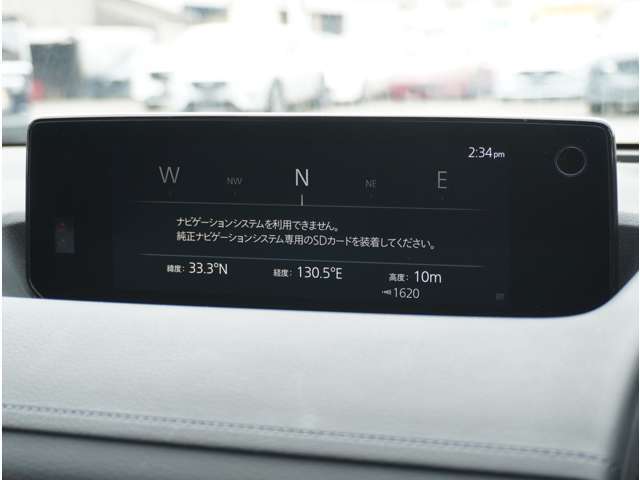 2:34 pm
W NW N NE E
ナビゲーションシステムを利用できません。
純正ナビゲーションシステム専用のSDカードを装着してください。
緯度: 33.3°N 経度: 130.5°E 高度: 10m
1620